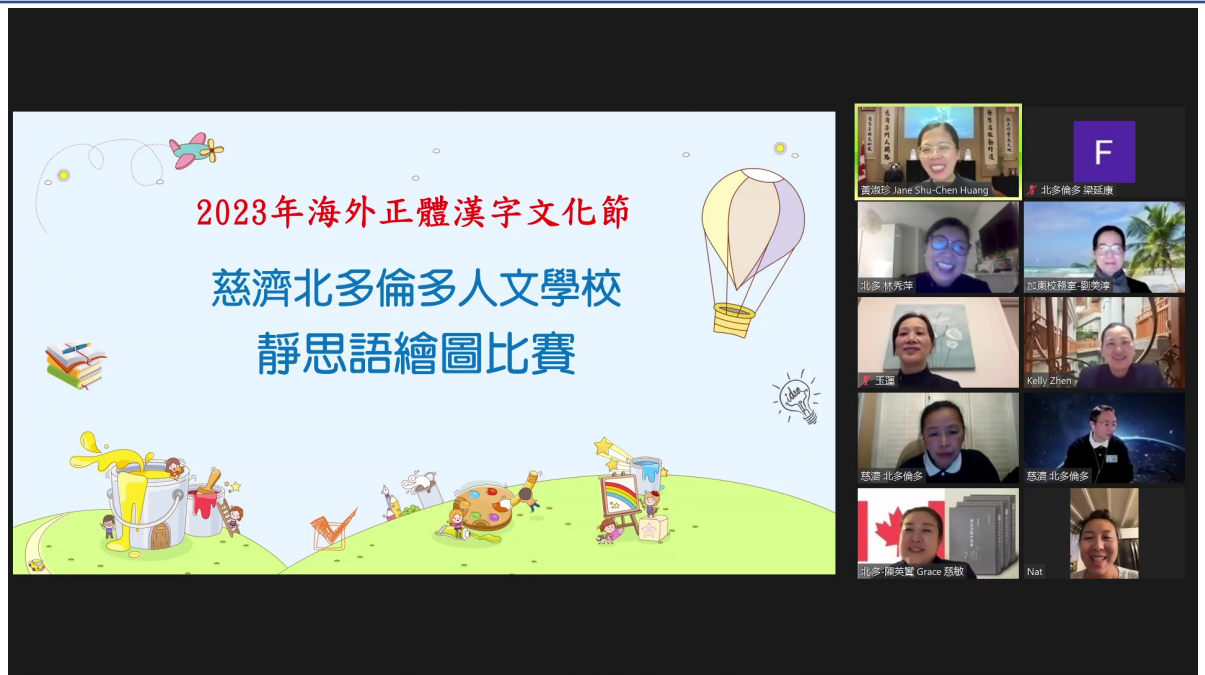 2023年海外正體漢字文化節
慈濟北多倫多人文學校
靜思語繪圖比賽
idea
黃淑珍 Jane Shu-Chen Huang
F
北多倫多 梁延康
北多 林秀萍
加東校務室-劉美淳
玉蓮
Kelly Zhen
慈濟 北多倫多
慈濟 北多倫多
北多-陳英鸞 Grace 慈敏
Nat